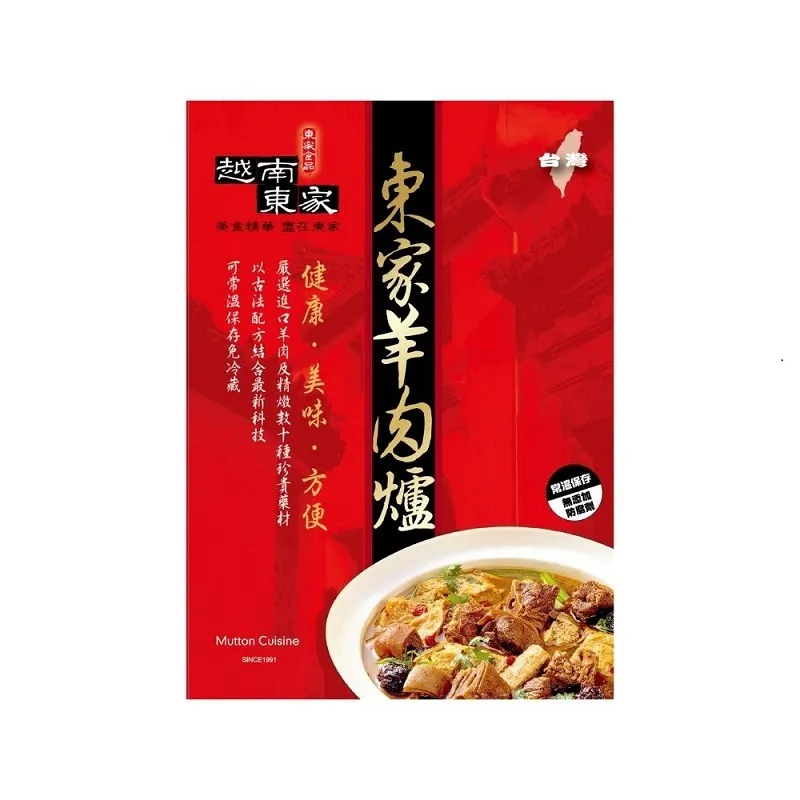 東家食品
越南
東家
美食精華 盡在東家
台灣
東家羊肉爐
健康・美味・方便
嚴選進口羊肉及精燉數十種珍貴藥材
以古法配方結合最新科技
可常溫保存免冷藏
常溫保存
無添加
防腐劑
Mutton Cuisine
SINCE1991